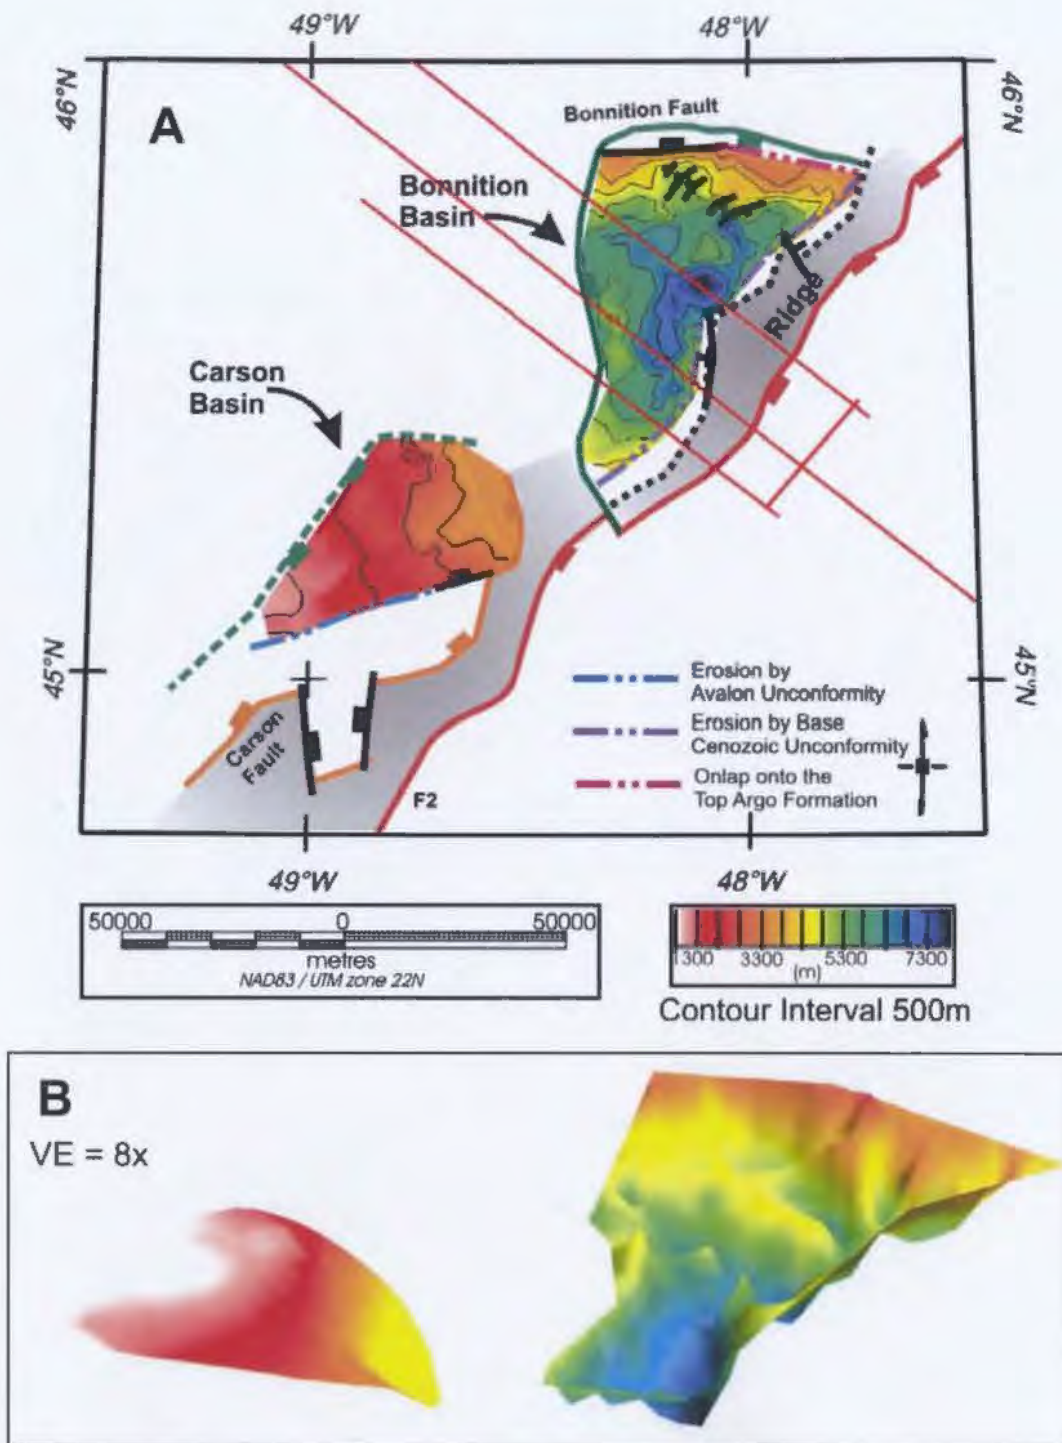 49°W
48°W
46°N
46°N
A
Bonnition Fault
Bonnition
Basin
Ridge
Carson
Basin
45°N
45°N
Erosion by
Avalon Unconformity
Erosion by Base
Cenozoic Unconformity
Onlap onto the
Top Argo Formation
Carson
Fault
F2
49°W
48°W
50000 0 50000
metres
NAD83 / UTM zone 22N
1300 3300 5300 7300
(m)
Contour Interval 500m
B
VE = 8x